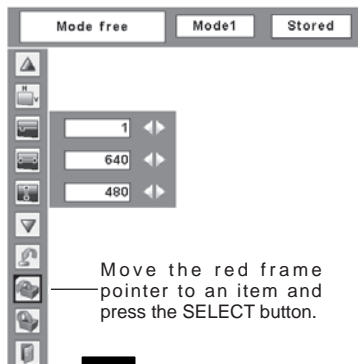 Mode free Mode1 Stored
H
V
1
640
480
Move the red frame
pointer to an item and
press the SELECT button.